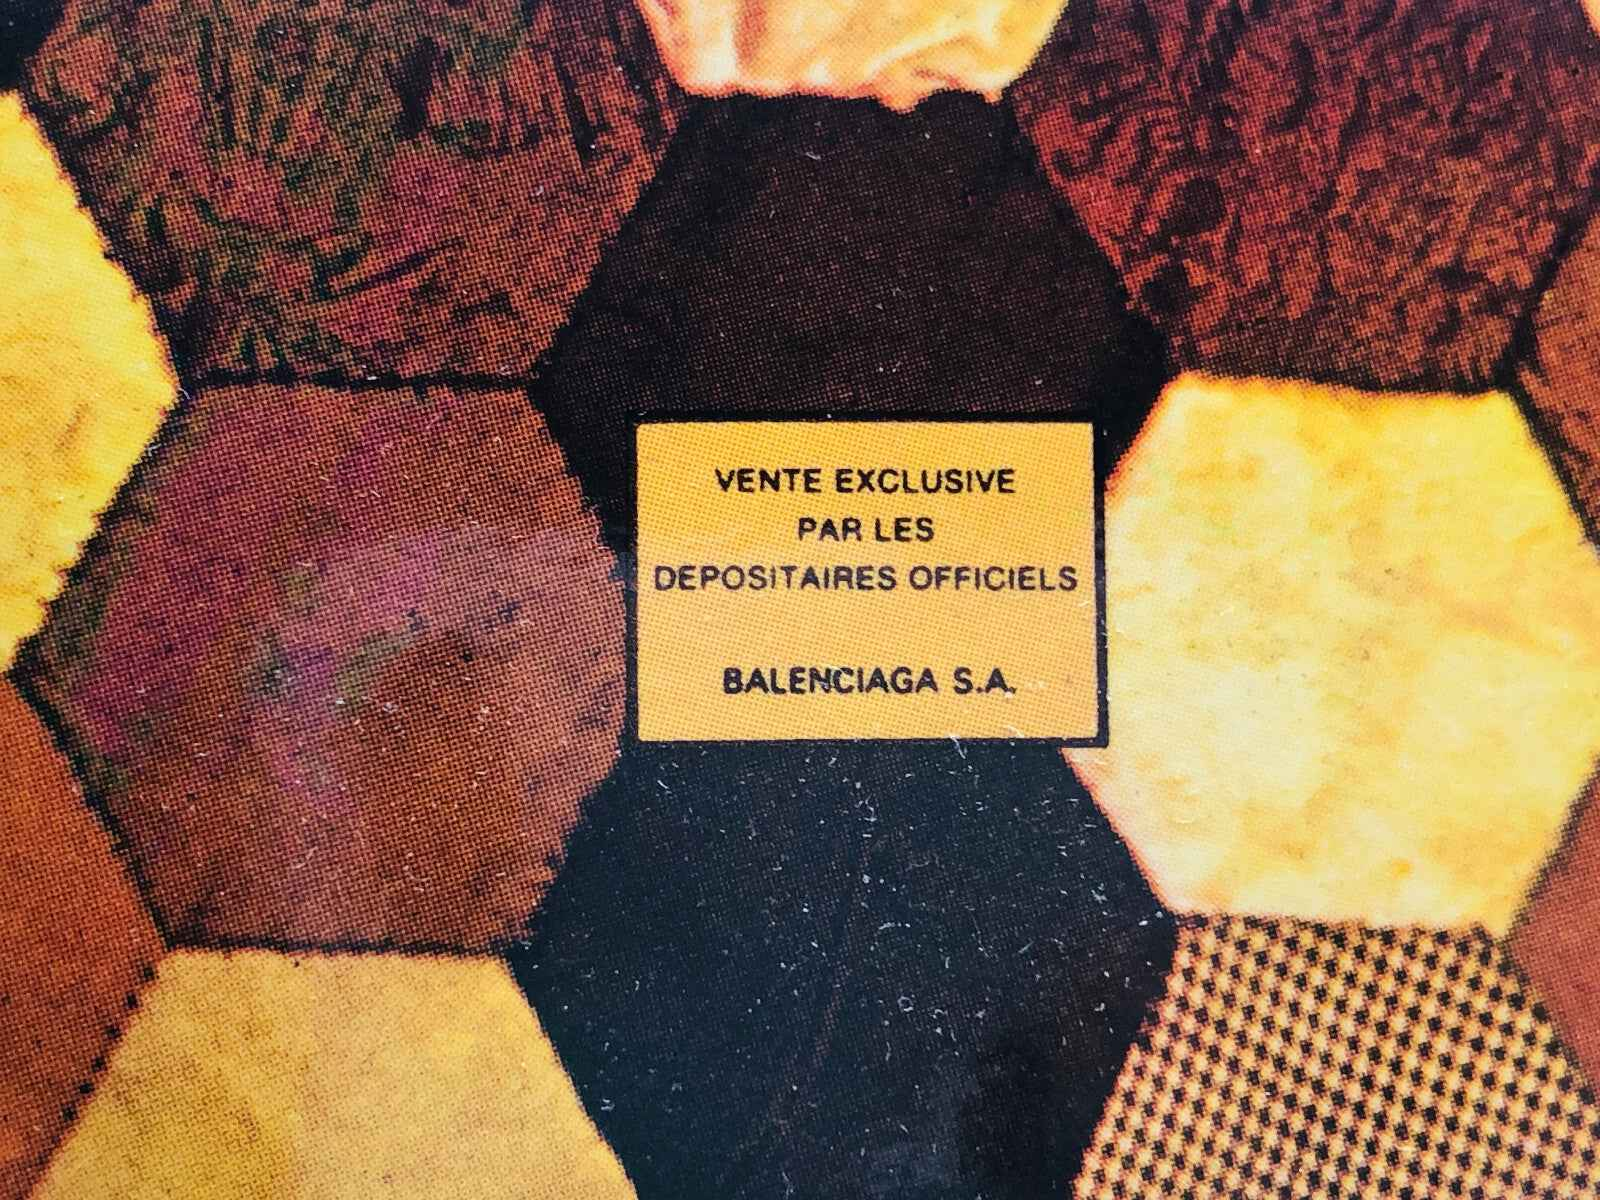 VENTE EXCLUSIVE
PAR LES
DEPOSITAIRES OFFICIELS
BALENCIAGA S.A.